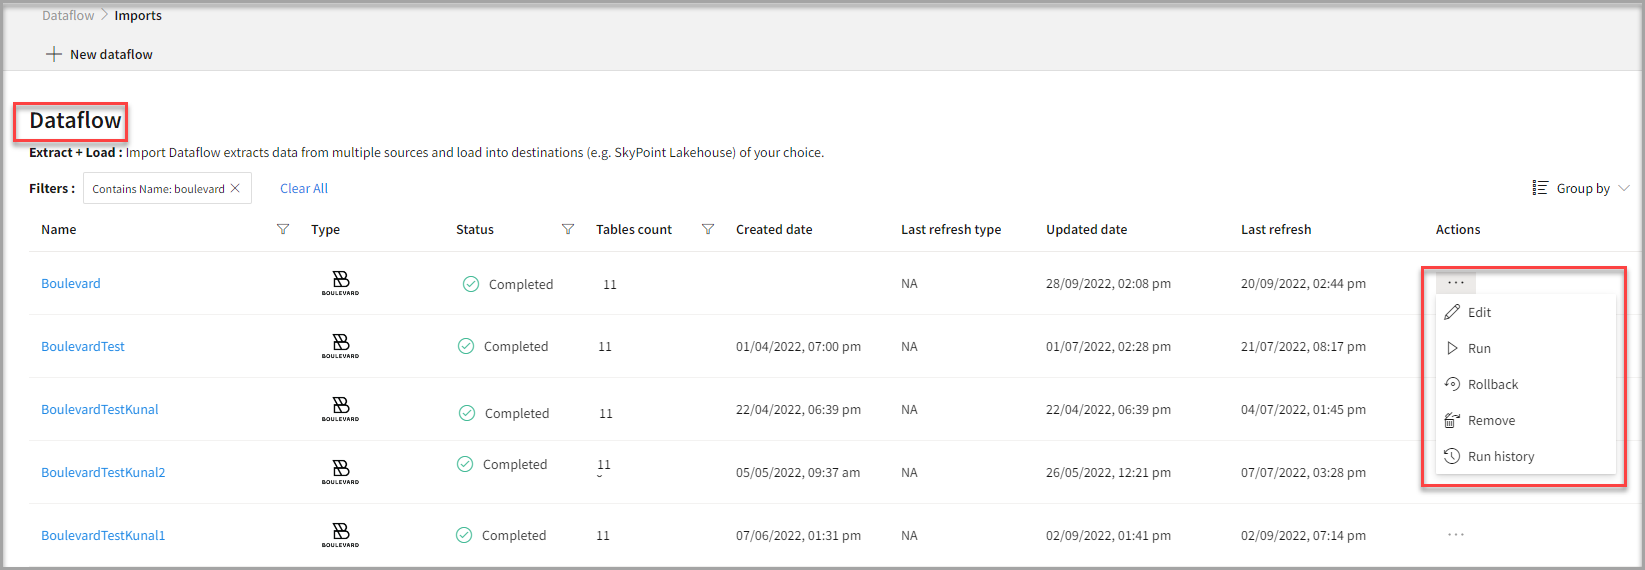 Dataflow > Imports
New dataflow
Dataflow
Extract + Load : Import Dataflow extracts data from multiple sources and load into destinations (e.g. SkyPoint Lakehouse) of your choice.
Filters : Contains Name: boulevard × Clear All Group by
Name Type Status Tables count Created date Last refresh type Updated date Last refresh Actions
Boulevard BOULEVARD Completed 11 NA 28/09/2022, 02:08 pm 20/09/2022, 02:44 pm ···
Edit
BoulevardTest BOULEVARD Completed 11 01/04/2022, 07:00 pm NA 01/07/2022, 02:28 pm 21/07/2022, 08:17 pm Run
Rollback
BoulevardTestKunal BOULEVARD Completed 11 22/04/2022, 06:39 pm NA 22/04/2022, 06:39 pm 04/07/2022, 01:45 pm Remove
BoulevardTestKunal2 BOULEVARD Completed 11 05/05/2022, 09:37 am NA 26/05/2022, 12:21 pm 07/07/2022, 03:28 pm Run history
BoulevardTestKunal1 BOULEVARD Completed 11 07/06/2022, 01:31 pm NA 02/09/2022, 01:41 pm 02/09/2022, 07:14 pm ···